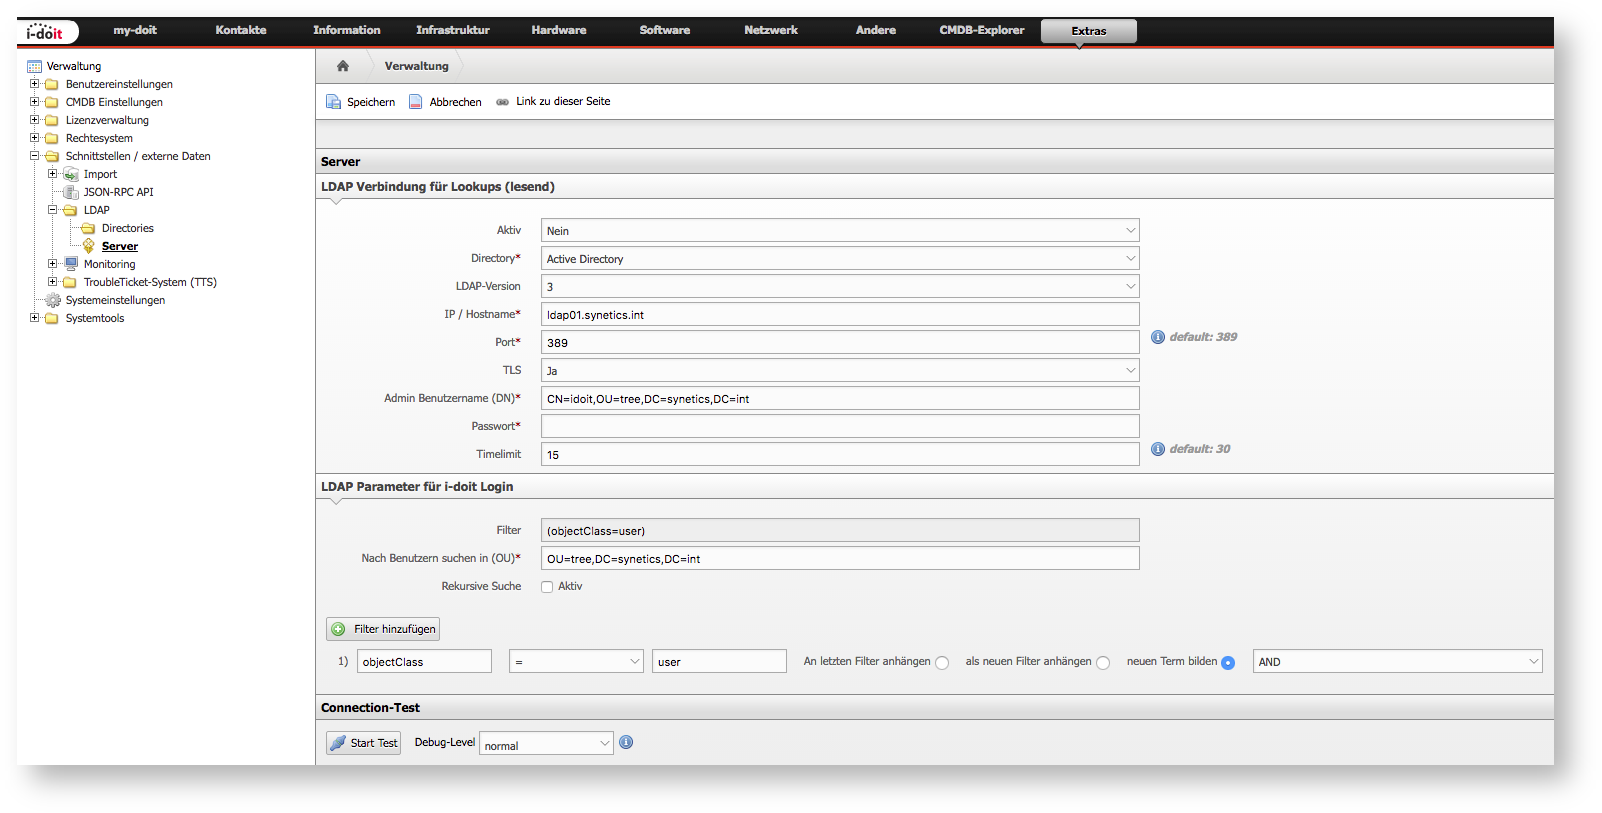 i-doit my-doit Kontakte Information Infrastruktur Hardware Software Netzwerk Andere CMDB-Explorer Extras
Verwaltung
Benutzereinstellungen
CMDB Einstellungen
Lizenzverwaltung
Rechtesystem
Schnittstellen / externe Daten
Import
JSON-RPC API
LDAP
Directories
Server
Monitoring
TroubleTicket-System (TTS)
Systemeinstellungen
Systemtools
Verwaltung
Speichern Abbrechen Link zu dieser Seite
Server
LDAP Verbindung für Lookups (lesend)
Aktiv Nein
Directory* Active Directory
LDAP-Version 3
IP / Hostname* ldap01.synetics.int
Port* 389 default: 389
TLS Ja
Admin Benutzername (DN)* CN=idoit,OU=tree,DC=synetics,DC=int
Passwort*
Timelimit 15 default: 30
LDAP Parameter für i-doit Login
Filter (objectClass=user)
Nach Benutzern suchen in (OU)* OU=tree,DC=synetics,DC=int
Rekursive Suche Aktiv
Filter hinzufügen
1) objectClass = user An letzten Filter anhängen als neuen Filter anhängen neuen Term bilden AND
Connection-Test
Start Test Debug-Level normal